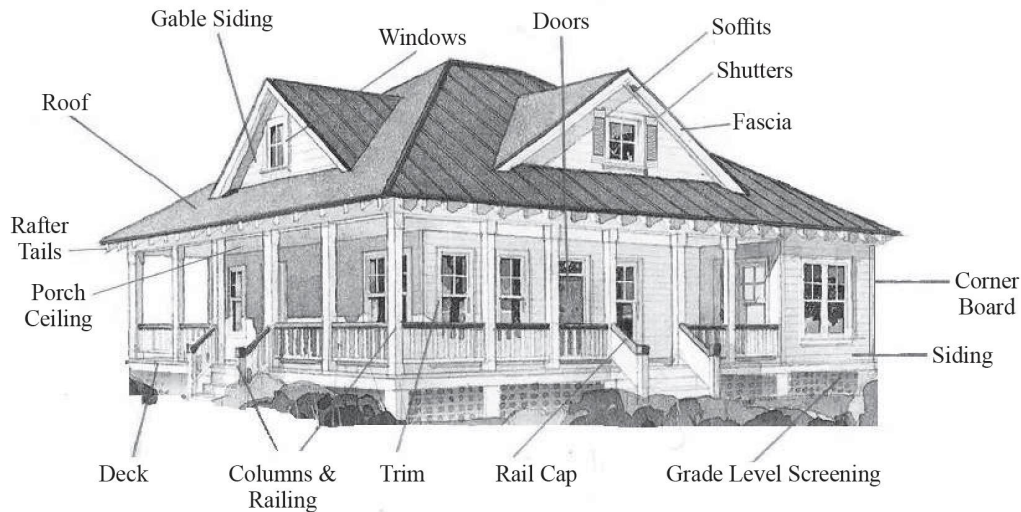 Gable Siding
Windows
Doors
Soffits
Shutters
Fascia
Roof
Rafter
Tails
Porch
Ceiling
Corner
Board
Siding
Deck
Columns &
Railing
Trim
Rail Cap
Grade Level Screening